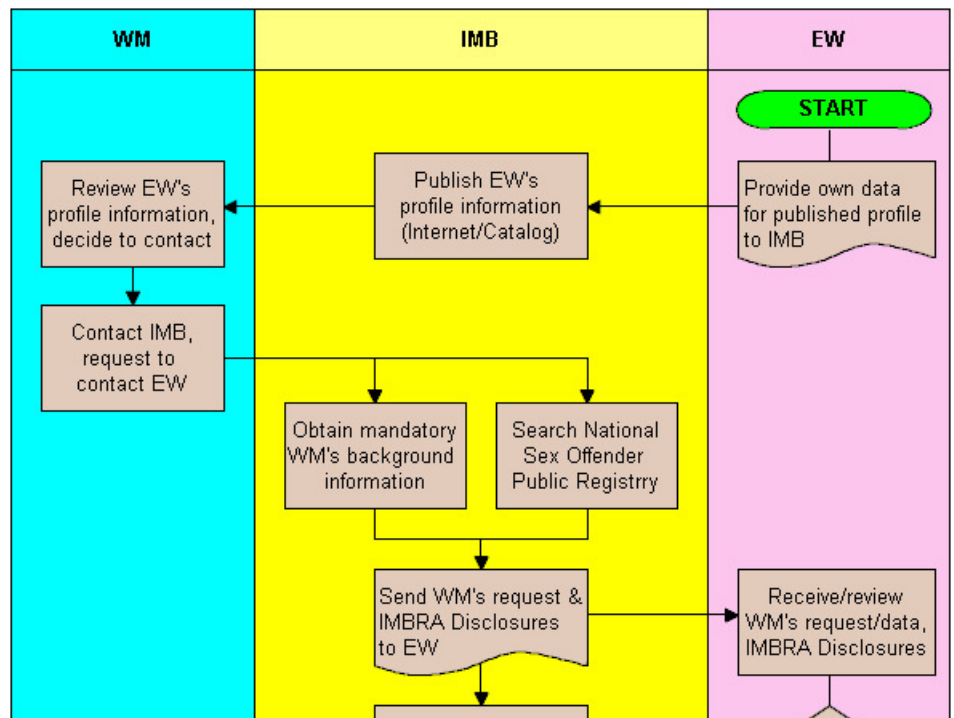 WM
IMB
EW
START
Provide own data
for published profile
to IMB
Publish EW's
profile information
(Internet/Catalog)
Review EW's
profile information,
decide to contact
Contact IMB,
request to
contact EW
Obtain mandatory
WM's background
information
Search National
Sex Offender
Public Registrry
Send WM's request &
IMBRA Disclosures
to EW
Receive/review
WM's request/data,
IMBRA Disclosures